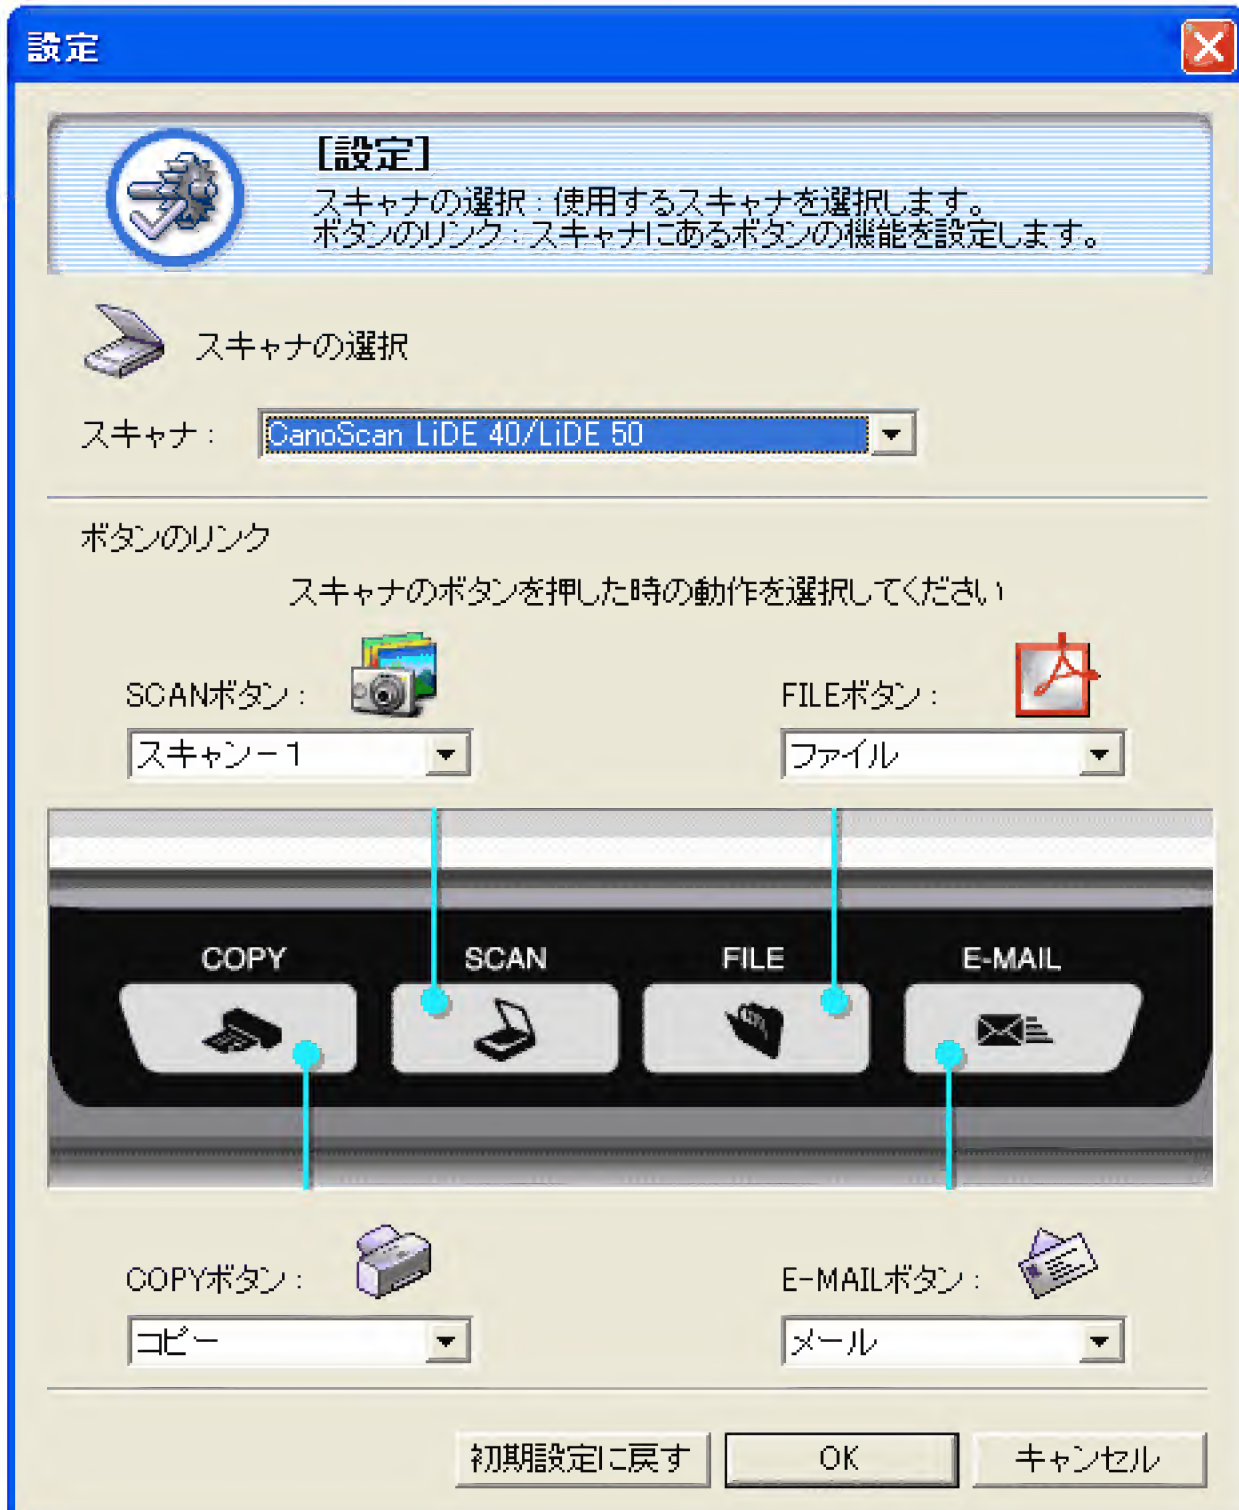 設定
[設定]
スキャナの選択：使用するスキャナを選択します。
ボタンのリンク：スキャナにあるボタンの機能を設定します。
スキャナの選択
スキャナ： CanoScan LiDE 40/LiDE 50
ボタンのリンク
スキャナのボタンを押した時の動作を選択してください
SCANボタン： FILEボタン：
スキャン－1 ファイル
COPY SCAN FILE E-MAIL
COPYボタン： E-MAILボタン：
コピー メール
初期設定に戻す OK キャンセル